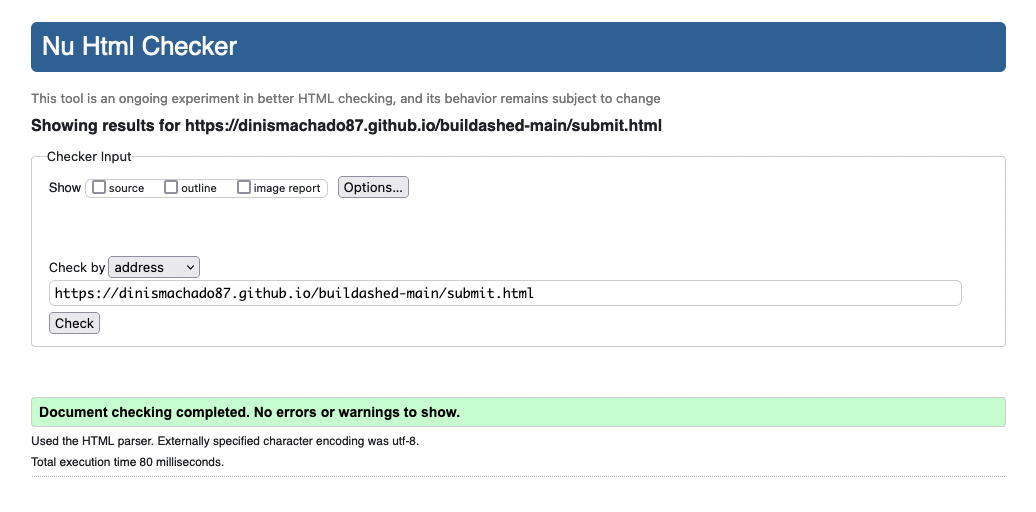 Nu Html Checker
This tool is an ongoing experiment in better HTML checking, and its behavior remains subject to change
Showing results for https://dinismachado87.github.io/buildashed-main/submit.html
Checker Input
Show source outline image report Options...
Check by address
https://dinismachado87.github.io/buildashed-main/submit.html
Check
Document checking completed. No errors or warnings to show.
Used the HTML parser. Externally specified character encoding was utf-8.
Total execution time 80 milliseconds.